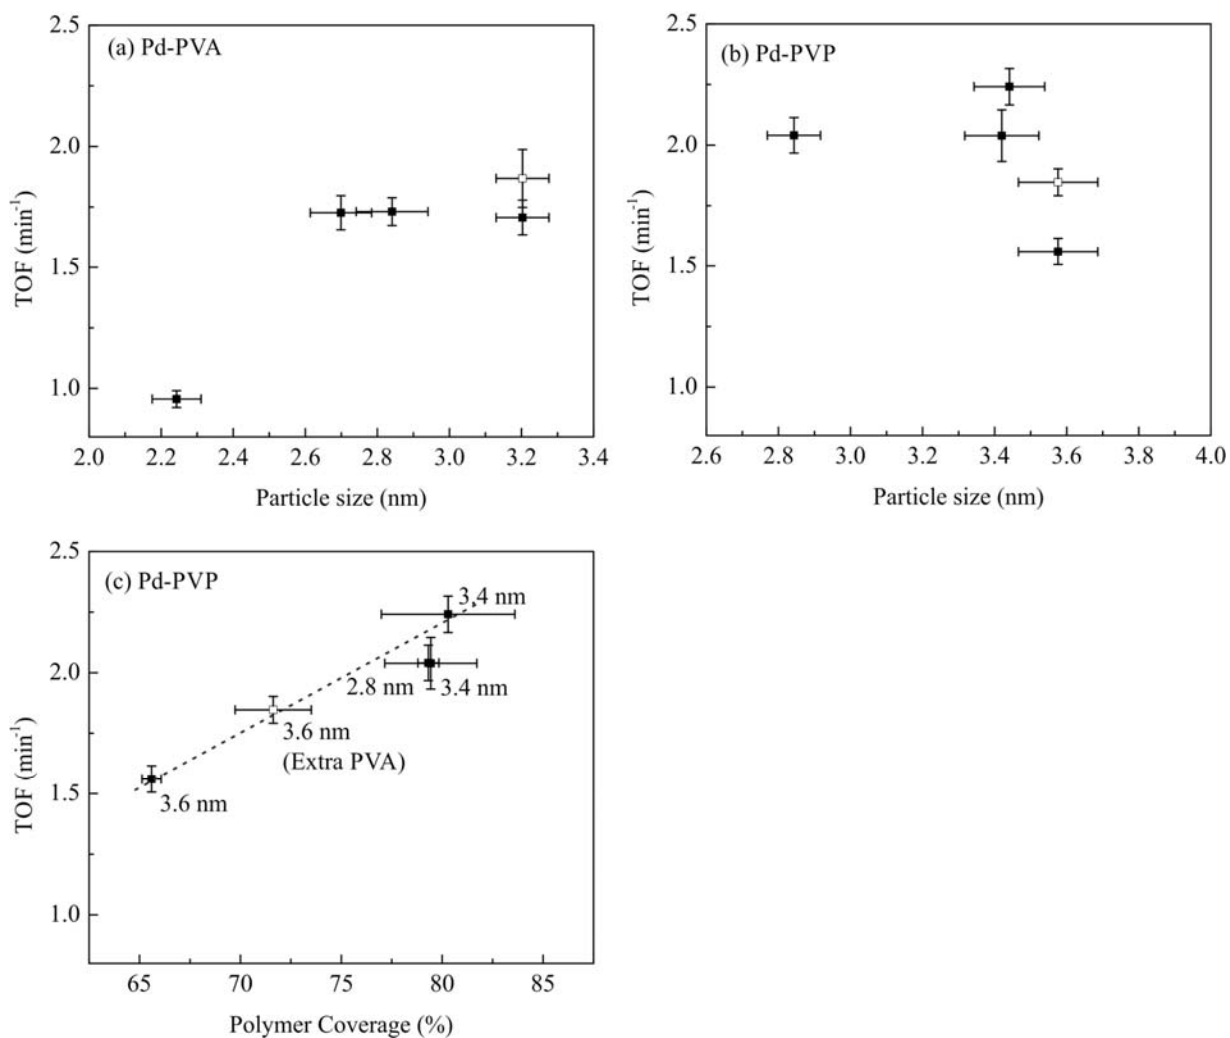 (a) Pd-PVA
TOF (min-1)
2.5
2.0
1.5
1.0
2.0 2.2 2.4 2.6 2.8 3.0 3.2 3.4
Particle size (nm)
(b) Pd-PVP
TOF (min-1)
2.5
2.0
1.5
1.0
2.6 2.8 3.0 3.2 3.4 3.6 3.8 4.0
Particle size (nm)
(c) Pd-PVP
TOF (min-1)
2.5
2.0
1.5
1.0
3.4 nm
2.8 nm
3.4 nm
3.6 nm
(Extra PVA)
3.6 nm
65 70 75 80 85
Polymer Coverage (%)